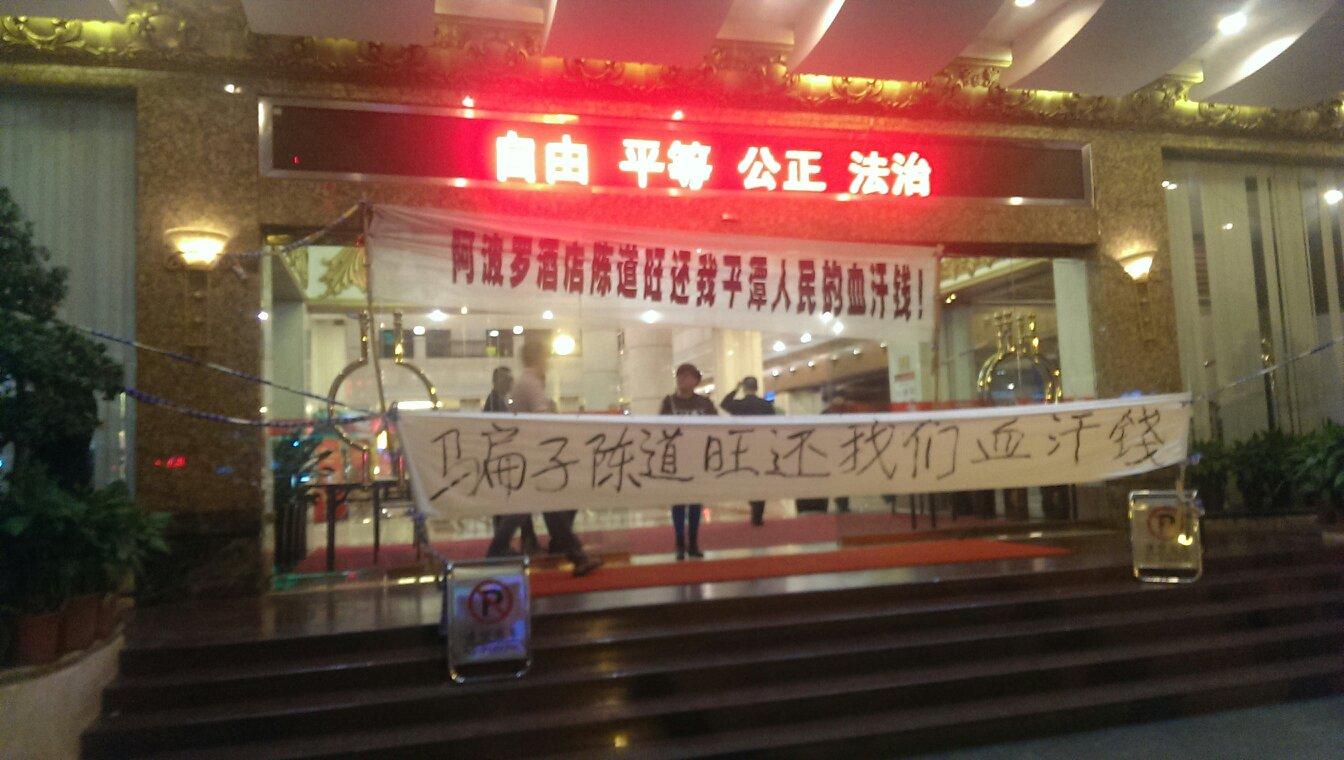 自由 平等 公正 法治
阿波罗酒店陈道旺还我平潭人民的血汗钱！
骗子陈道旺还我们血汗錢
P